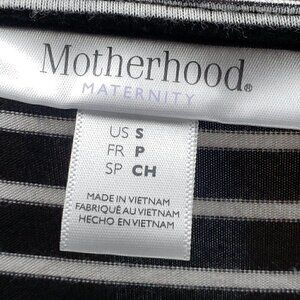 Motherhood®
MATERNITY
US S
FR P
SP CH
MADE IN VIETNAM
FABRIQUÉ AU VIETNAM
HECHO EN VIETNAM